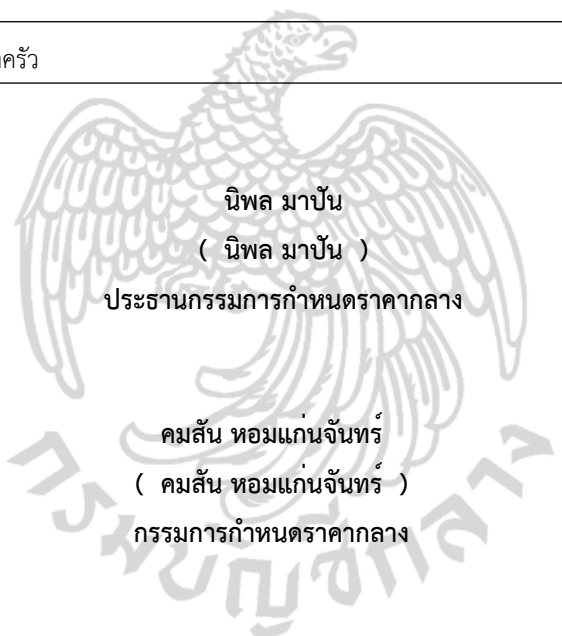 ครัว
นิพล มาปัน
( นิพล มาปัน )
ประธานกรรมการกำหนดราคากลาง
คมสัน หอมแก่นจันทร์
( คมสัน หอมแก่นจันทร์ )
กรรมการกำหนดราคากลาง
กรมบัญชีกลาง